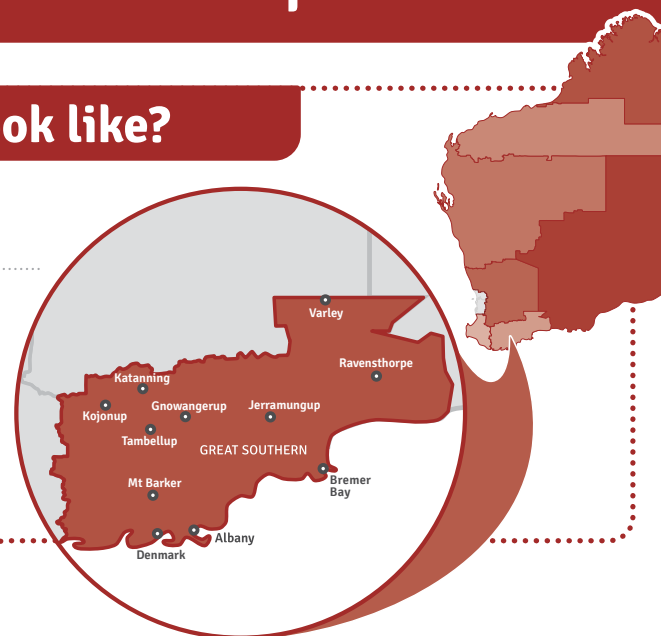 ok like?
Varley
Ravensthorpe
Katanning
Kojonup
Gnowangerup
Jerramungup
Tambellup
GREAT SOUTHERN
Mt Barker
Bremer
Bay
Albany
Denmark